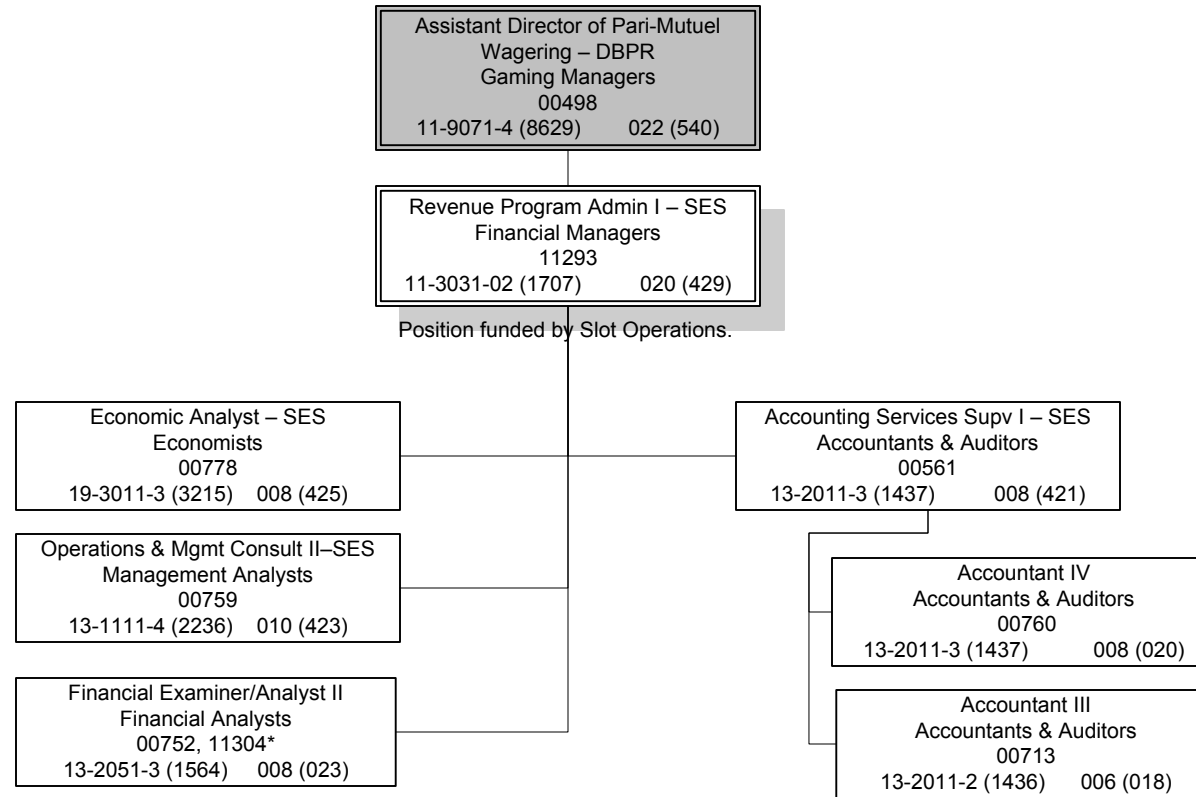 Assistant Director of Pari-Mutuel
Wagering – DBPR
Gaming Managers
00498
11-9071-4 (8629) 022 (540)
Revenue Program Admin I – SES
Financial Managers
11293
11-3031-02 (1707) 020 (429)
Position funded by Slot Operations.
Economic Analyst – SES
Economists
00778
19-3011-3 (3215) 008 (425)
Operations & Mgmt Consult II–SES
Management Analysts
00759
13-1111-4 (2236) 010 (423)
Financial Examiner/Analyst II
Financial Analysts
00752, 11304*
13-2051-3 (1564) 008 (023)
Accounting Services Supv I – SES
Accountants & Auditors
00561
13-2011-3 (1437) 008 (421)
Accountant IV
Accountants & Auditors
00760
13-2011-3 (1437) 008 (020)
Accountant III
Accountants & Auditors
00713
13-2011-2 (1436) 006 (018)